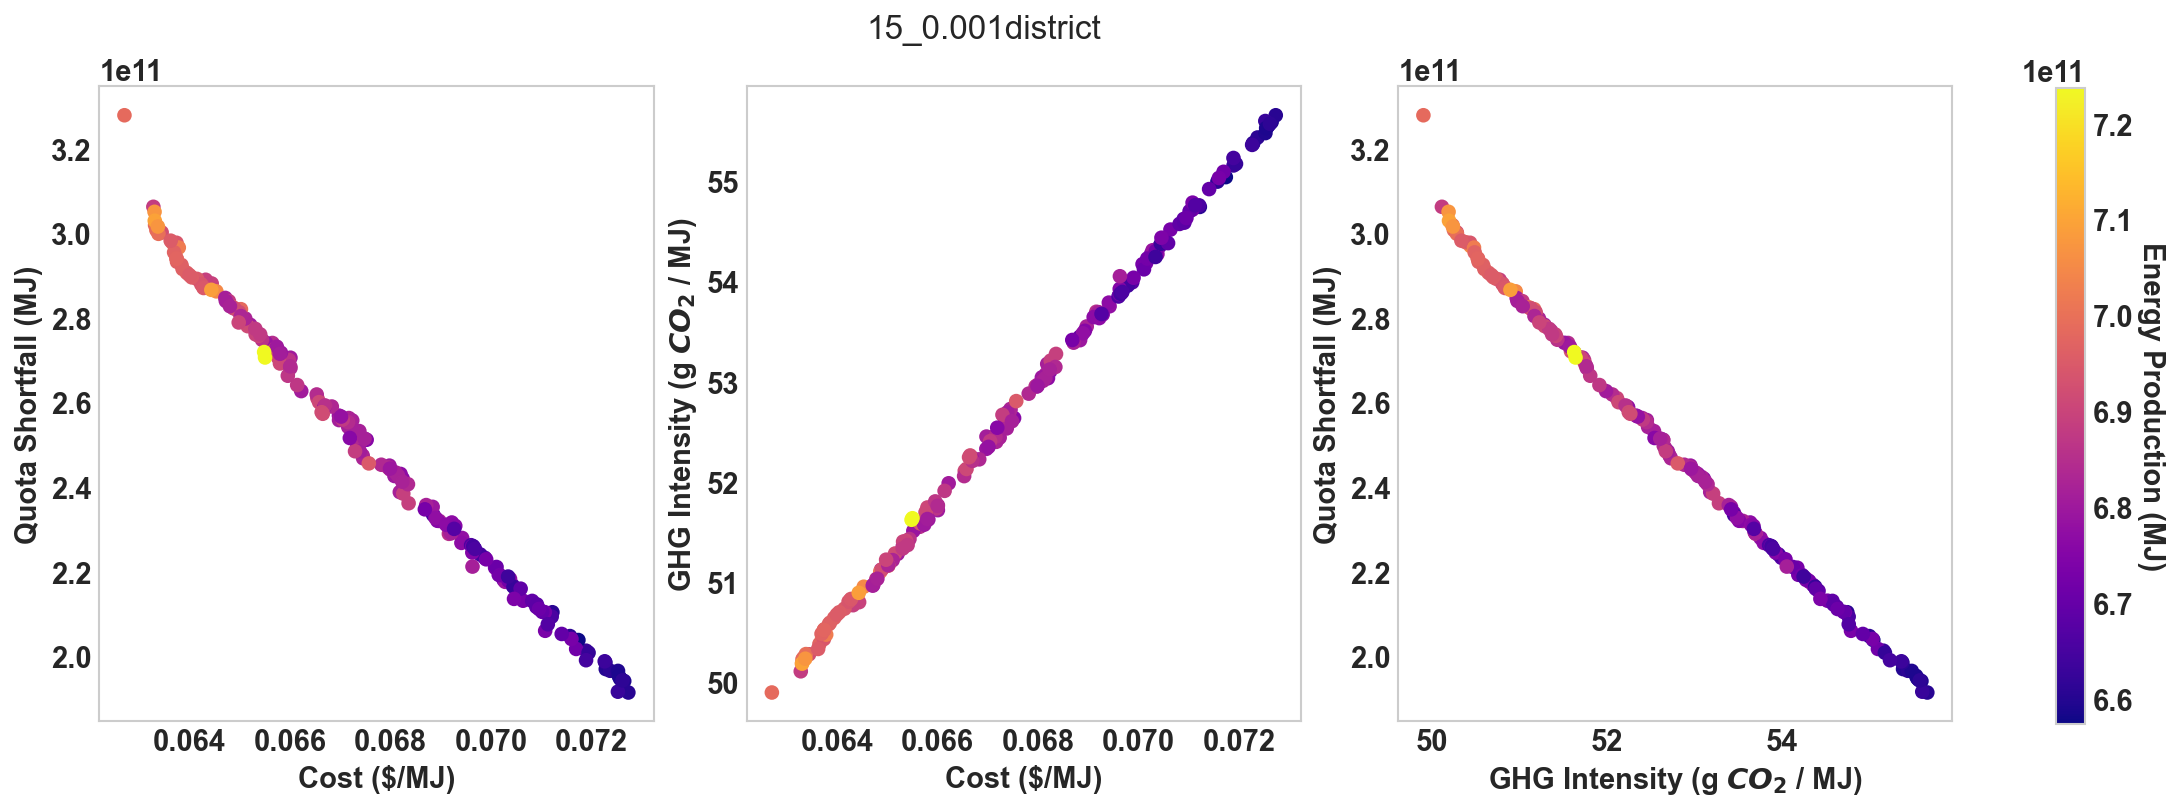 15_0.001district
1e11
3.2
3.0
2.8
2.6
2.4
2.2
2.0
Quota Shortfall (MJ)
0.064 0.066 0.068 0.070 0.072
Cost ($/MJ)
55
54
53
52
51
50
GHG Intensity (g CO₂ / MJ)
0.064 0.066 0.068 0.070 0.072
Cost ($/MJ)
1e11
3.2
3.0
2.8
2.6
2.4
2.2
2.0
Quota Shortfall (MJ)
50 52 54
GHG Intensity (g CO₂ / MJ)
1e11
7.2
7.1
7.0
6.9
6.8
6.7
6.6
Energy Production (MJ)